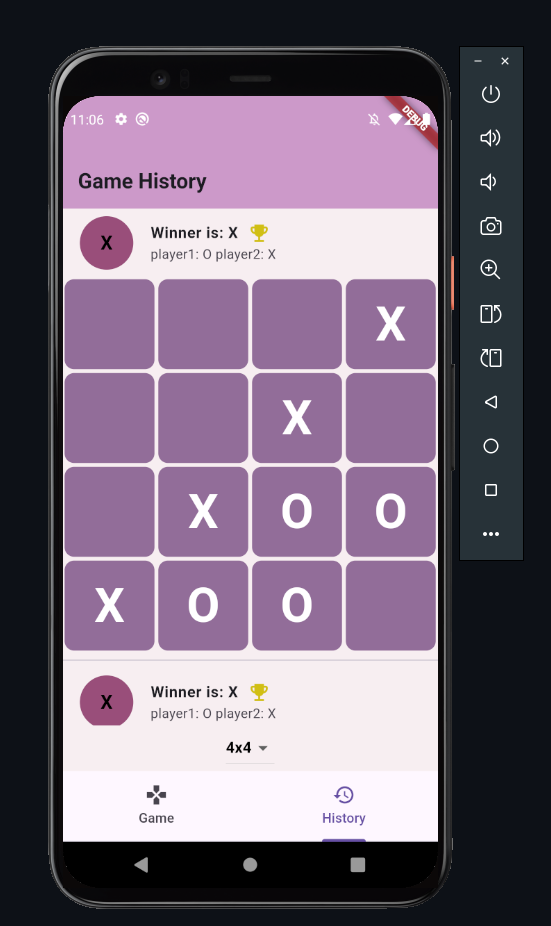 11:06
DEBUG
Game History
X
Winner is: X
player1: O player2: X
X
X
X O O
X O O
X
Winner is: X
player1: O player2: X
4x4
Game
History